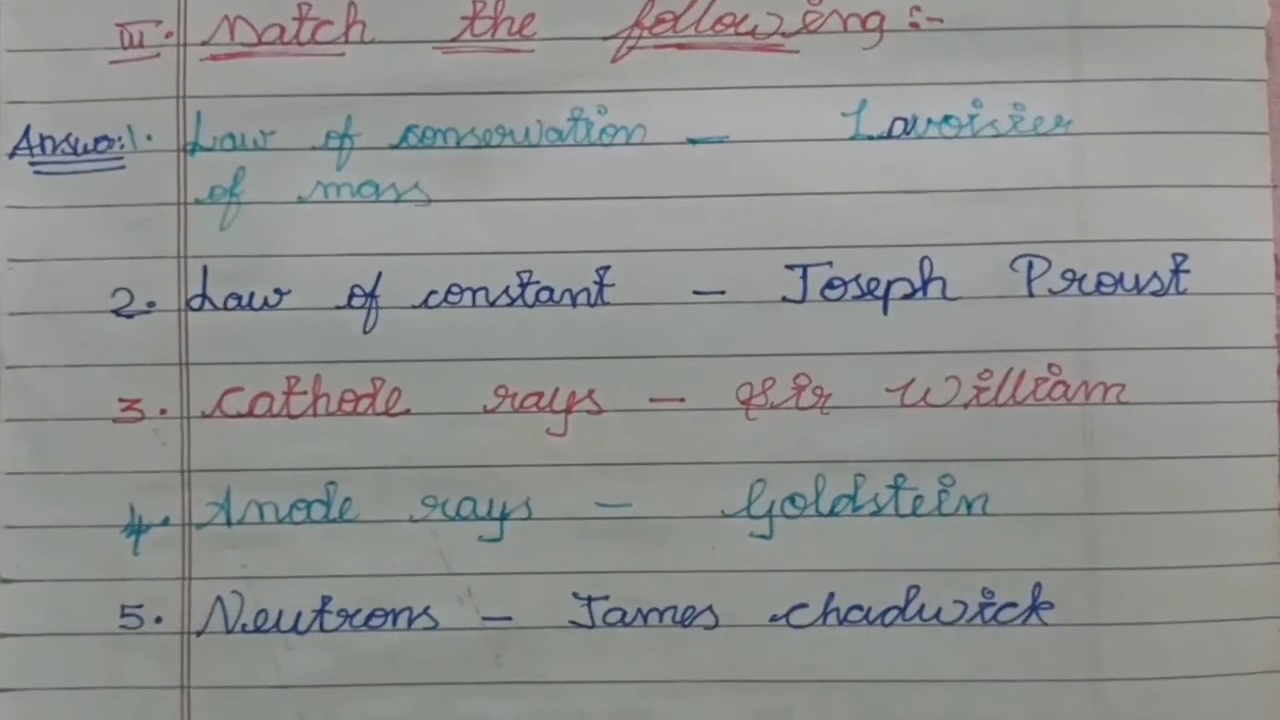 III. Match the following :-
Answer:1. Law of conservation – Lavoisier
of mass
2. Law of constant – Joseph Proust
3. Cathode rays – Sir William
4. Anode rays – Goldstein
5. Neutrons – James chadwick